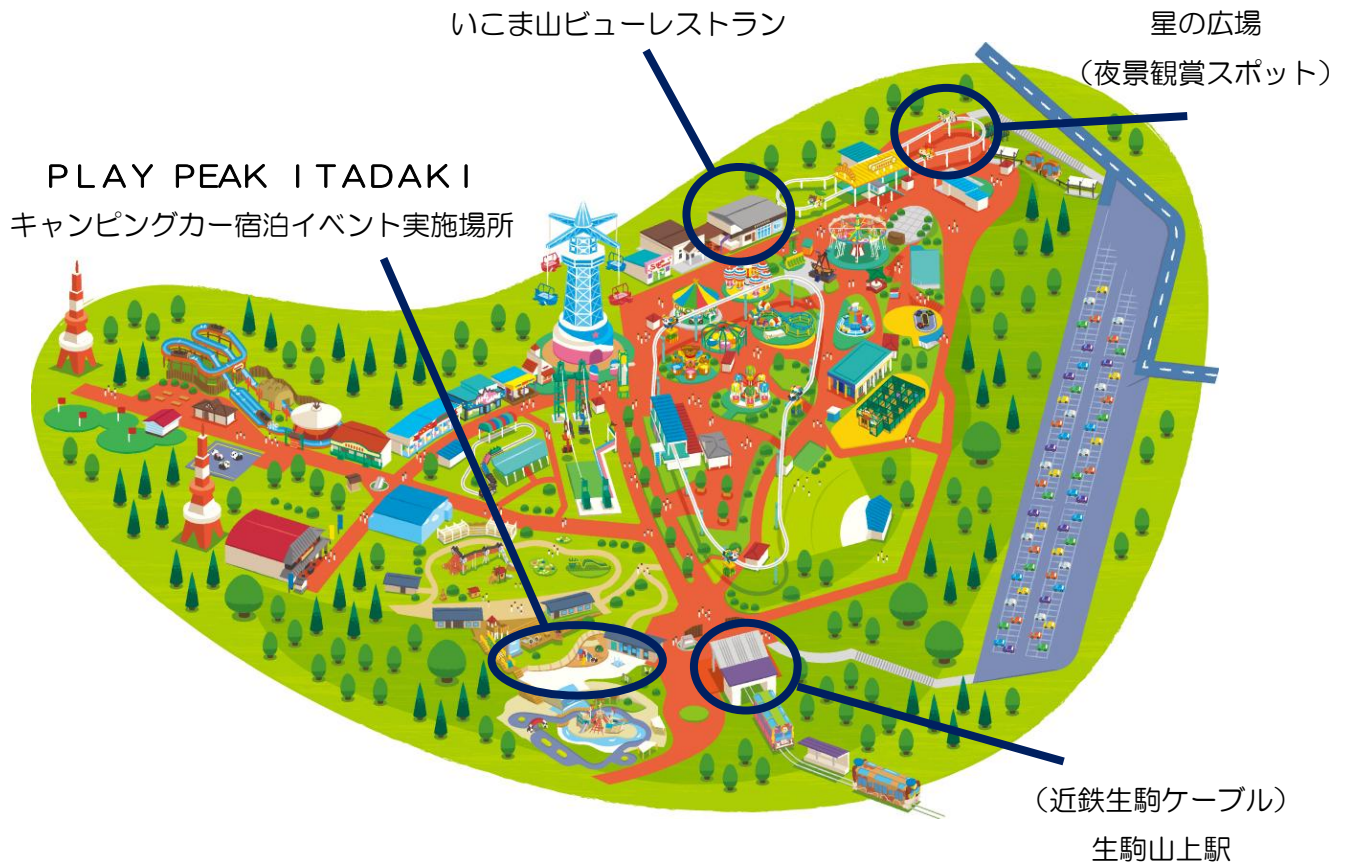 いこま山ビューレストラン
星の広場
（夜景観賞スポット）
PLAY PEAK ITADAKI
キャンピングカー宿泊イベント実施場所
（近鉄生駒ケーブル）
生駒山上駅